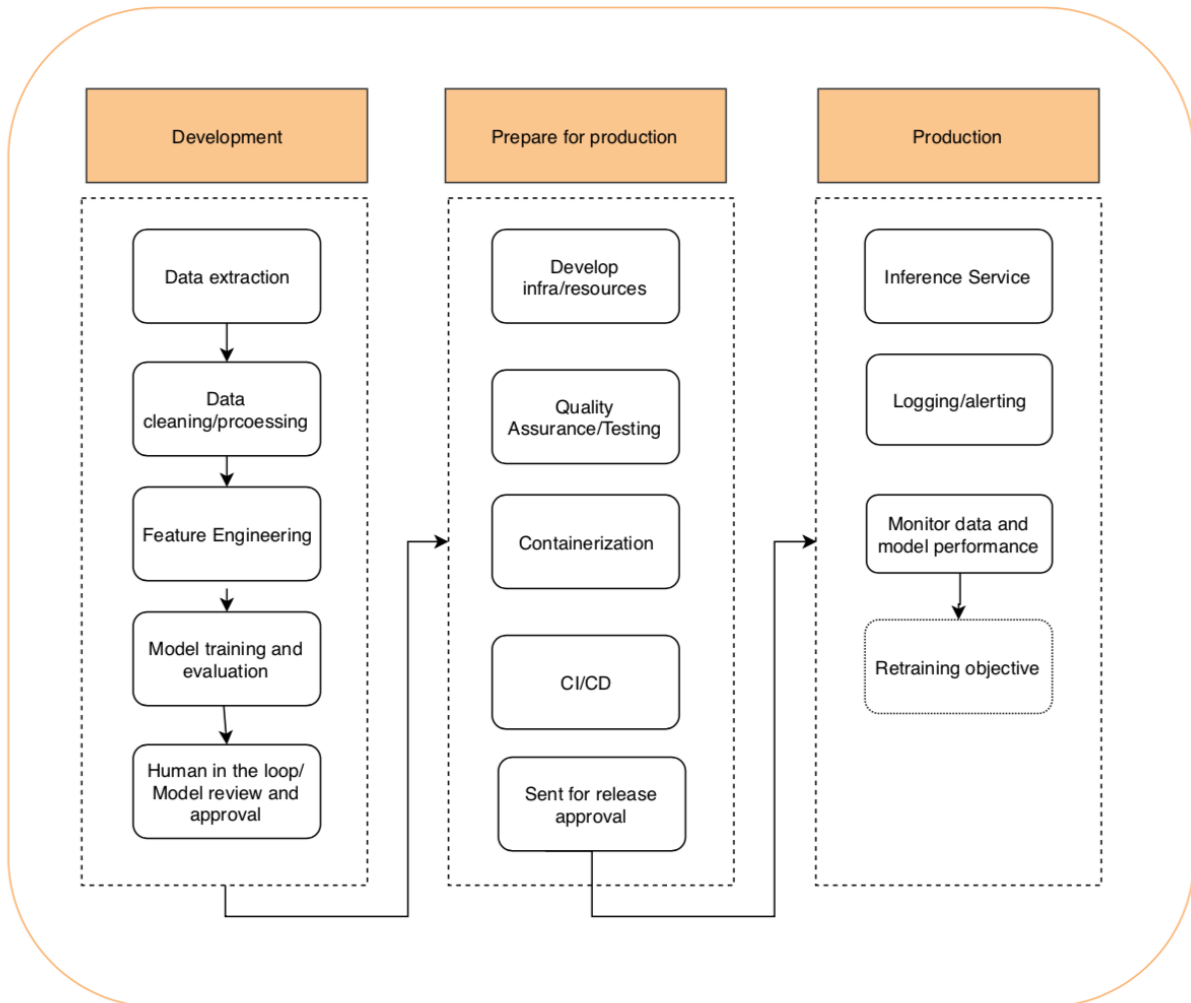 Development
Data extraction
Data
cleaning/prcoessing
Feature Engineering
Model training and
evaluation
Human in the loop/
Model review and
approval
Prepare for production
Develop
infra/resources
Quality
Assurance/Testing
Containerization
CI/CD
Sent for release
approval
Production
Inference Service
Logging/alerting
Monitor data and
model performance
Retraining objective